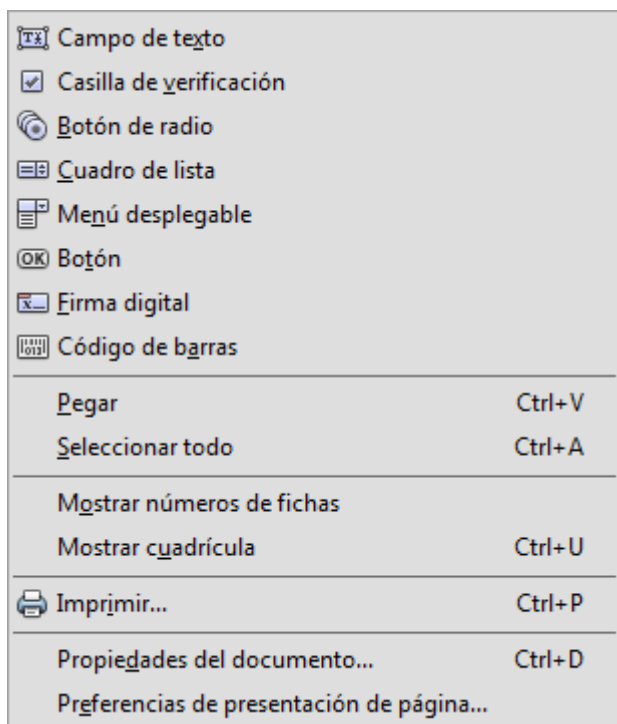 Campo de texto
Casilla de verificación
Botón de radio
Cuadro de lista
Menú desplegable
OK Botón
Firma digital
Código de barras
Pegar Ctrl+V
Seleccionar todo Ctrl+A
Mostrar números de fichas
Mostrar cuadrícula Ctrl+U
Imprimir... Ctrl+P
Propiedades del documento... Ctrl+D
Preferencias de presentación de página...